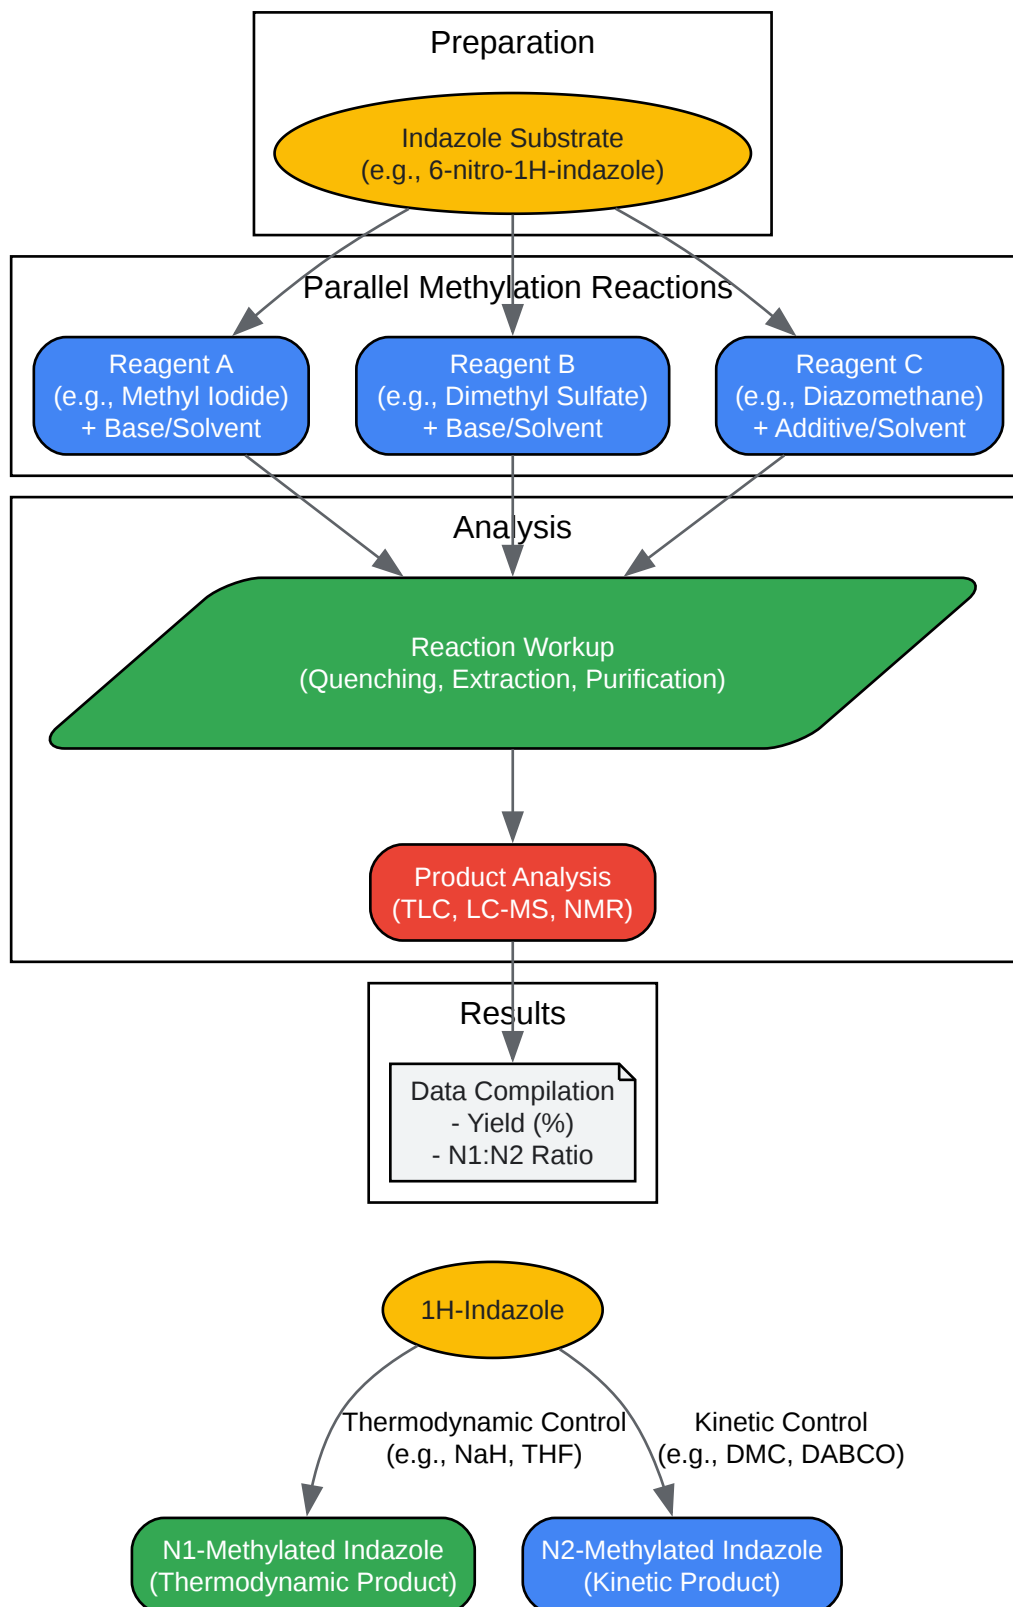 Preparation
Indazole Substrate
(e.g., 6-nitro-1H-indazole)
Parallel Methylation Reactions
Reagent A
(e.g., Methyl Iodide)
+ Base/Solvent
Reagent B
(e.g., Dimethyl Sulfate)
+ Base/Solvent
Reagent C
(e.g., Diazomethane)
+ Additive/Solvent
Analysis
Reaction Workup
(Quenching, Extraction, Purification)
Product Analysis
(TLC, LC-MS, NMR)
Results
Data Compilation
- Yield (%)
- N1:N2 Ratio
1H-Indazole
Thermodynamic Control
(e.g., NaH, THF)
Kinetic Control
(e.g., DMC, DABCO)
N1-Methylated Indazole
(Thermodynamic Product)
N2-Methylated Indazole
(Kinetic Product)